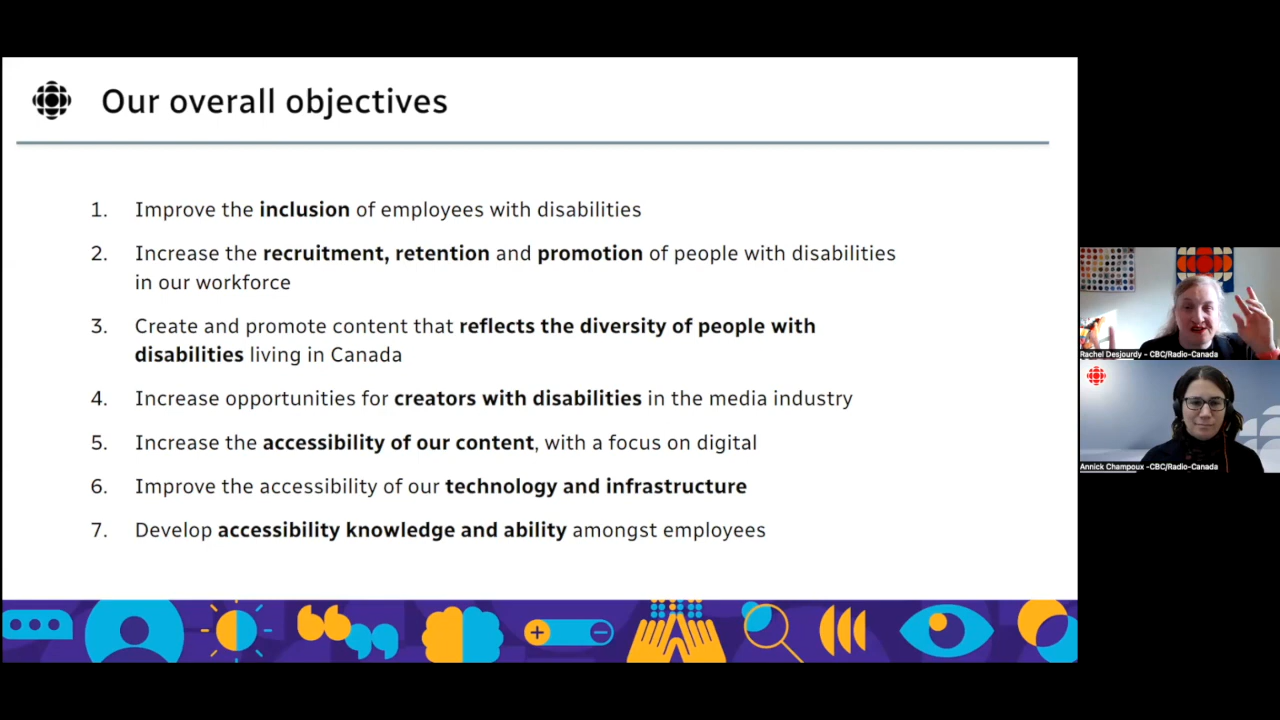 Our overall objectives
1. Improve the inclusion of employees with disabilities
2. Increase the recruitment, retention and promotion of people with disabilities
in our workforce
3. Create and promote content that reflects the diversity of people with
disabilities living in Canada
4. Increase opportunities for creators with disabilities in the media industry
5. Increase the accessibility of our content, with a focus on digital
6. Improve the accessibility of our technology and infrastructure
7. Develop accessibility knowledge and ability amongst employees
Rachel Desjourdy - CBC/Radio-Canada
Annick Champoux -CBC/Radio-Canada